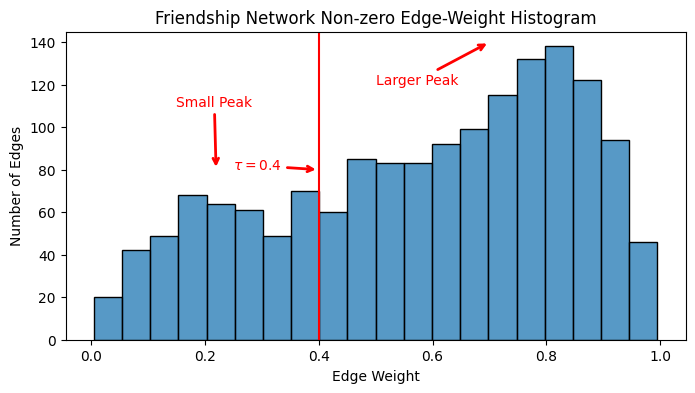 Friendship Network Non-zero Edge-Weight Histogram
Number of Edges
140
120
100
80
60
40
20
0
Larger Peak
Small Peak
τ = 0.4
0.0 0.2 0.4 0.6 0.8 1.0
Edge Weight